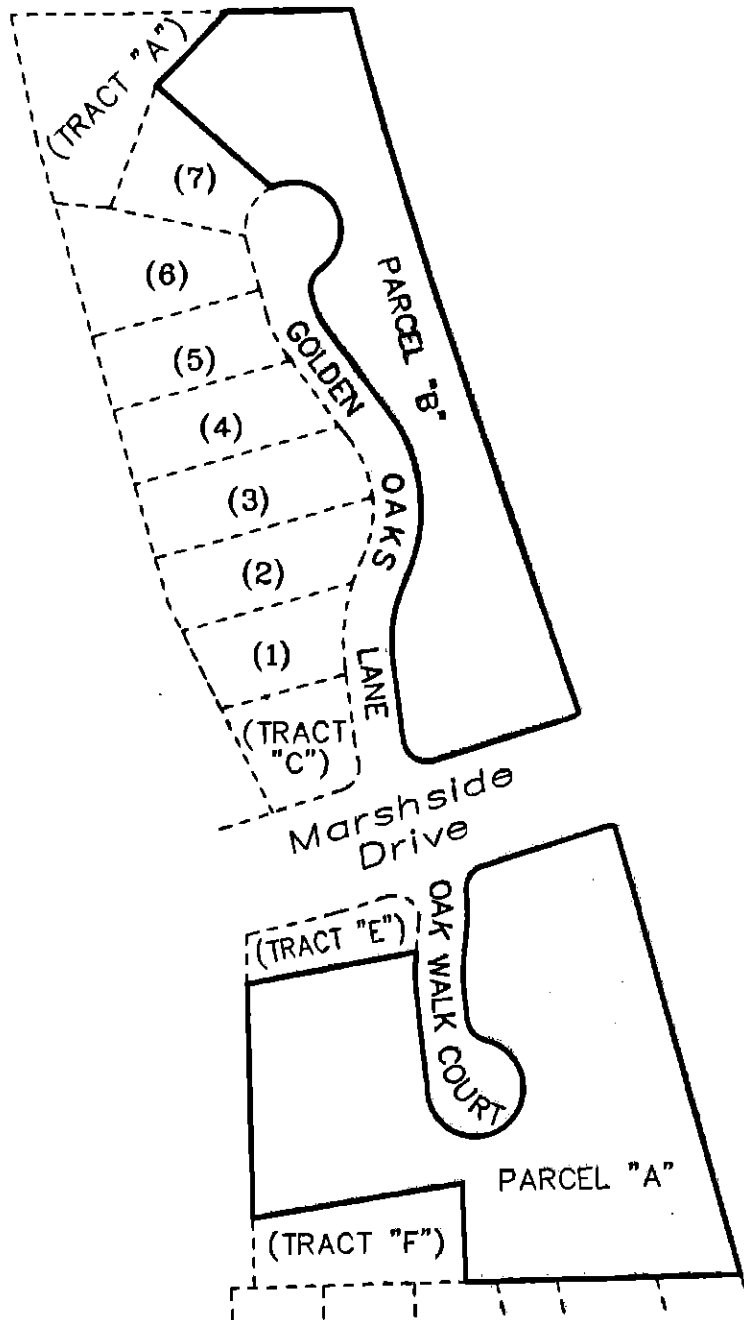 (TRACT "A")
(7)
(6)
(5)
(4)
(3)
(2)
(1)
(TRACT
"C")
GOLDEN
OAKS
LANE
PARCEL "B"
Marshside
Drive
(TRACT "E")
OAK WALK COURT
PARCEL "A"
(TRACT "F")